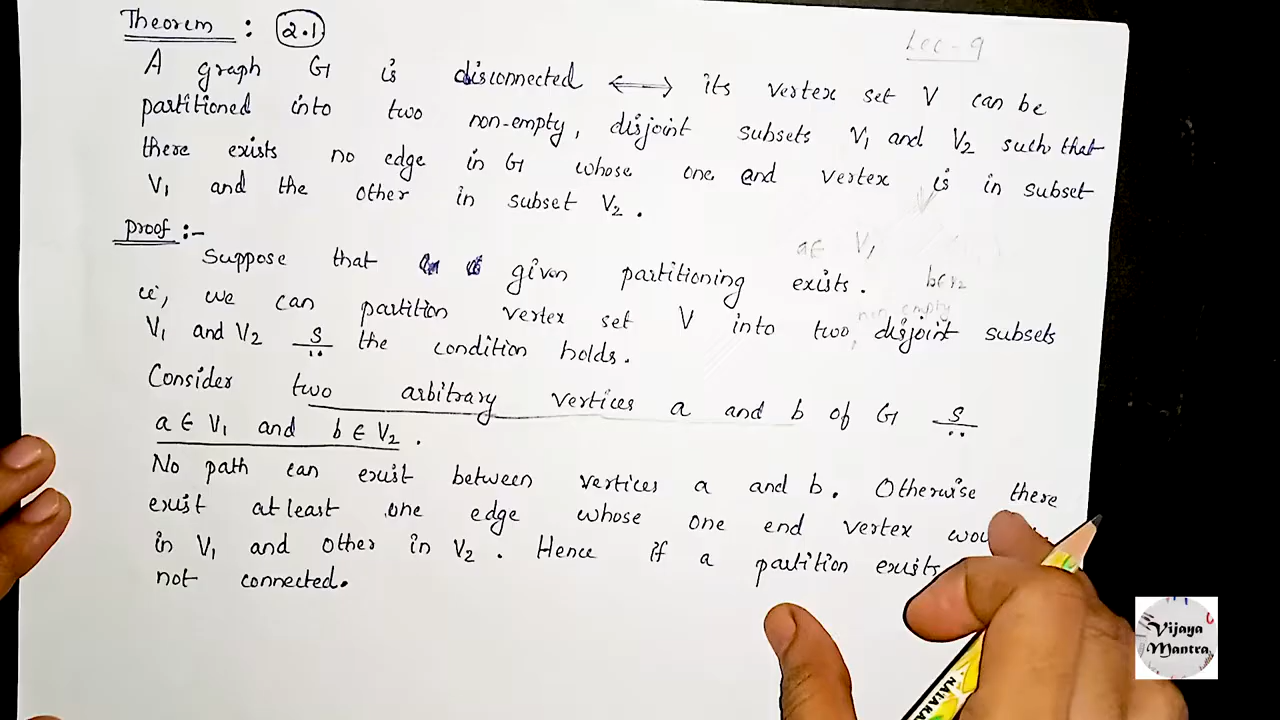 Theorem : 2.1
Lec-9
A graph G is disconnected ⟷ its vertex set V can be
partitioned into two non-empty, disjoint subsets V₁ and V₂ such that
there exists no edge in G whose one end vertex is in subset
V₁ and the other in subset V₂.
Proof :-
a∈ V₁
Suppose that given partitioning exists.
b∈V₂
ie, we can partition vertex set V into two, non empty disjoint subsets
V₁ and V₂ S the condition holds.
Consider two arbitrary vertices a and b of G S
a ∈ V₁ and b ∈ V₂.
No path can exist between vertices a and b. Otherwise there
exist atleast one edge whose one end vertex
in V₁ and other in V₂. Hence if a partition exists
not connected.
Vijaya
Mantra
NATARA